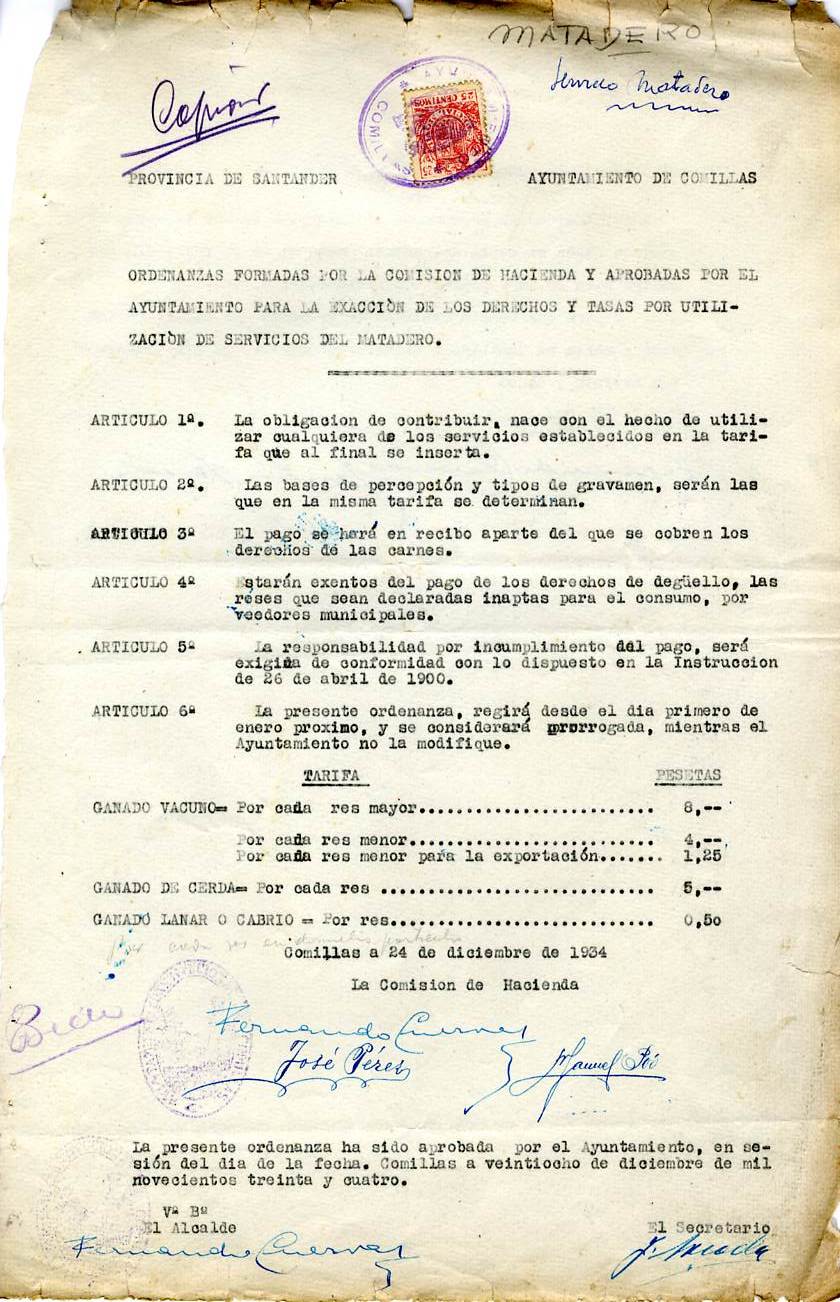 MATADERO
Servicio Matadero
25 CENTIMOS
PROVINCIA DE SANTANDER AYUNTAMIENTO DE COMILLAS
ORDENANZAS FORMADAS POR LA COMISION DE HACIENDA Y APROBADAS POR EL
AYUNTAMIENTO PARA LA EXACCIÒN DE LOS DERECHOS Y TASAS POR UTILI-
ZACIÒN DE SERVICIOS DEL MATADERO.
ARTICULO 1º. La obligacion de contribuir, nace con el hecho de utili-
zar cualquiera de los servicios establecidos en la tari-
fa que al final se inserta.
ARTICULO 2º. Las bases de percepción y tipos de gravamen, serán las
que en la misma tarifa se determinan.
ARTICULO 3º El pago se hará en recibo aparte del que se cobren los
derechos de las carnes.
ARTICULO 4º Estarán exentos del pago de los derechos de degüello, las
reses que sean declaradas inaptas para el consumo, por
veedores municipales.
ARTICULO 5º La responsabilidad por incumplimiento del pago, será
exigida de conformidad con lo dispuesto en la Instruccion
de 26 de abril de 1900.
ARTICULO 6º La presente ordenanza, regirá desde el dia primero de
enero proximo, y se considerará prorrogada, mientras el
Ayuntamiento no la modifique.
TARIFA PESETAS
GANADO VACUNO= Por cada res mayor........................ 8,--
Por cada res menor......................... 4,--
Por cada res menor para la exportación....... 1,25
GANADO DE CERDA= Por cada res ............................ 5,--
GANADO LANAR O CABRIO = Por res........................... 0,50
por cada res en domicilio particular
Comillas a 24 de diciembre de 1934
La Comision de Hacienda
Fernando Cuevas
José Pérez Manuel
La presente ordenanza ha sido aprobada por el Ayuntamiento, en se-
sión del dia de la fecha. Comillas a veintiocho de diciembre de mil
novecientos treinta y cuatro.
Vº Bº
El Alcalde El Secretario
Fernando Cuevas